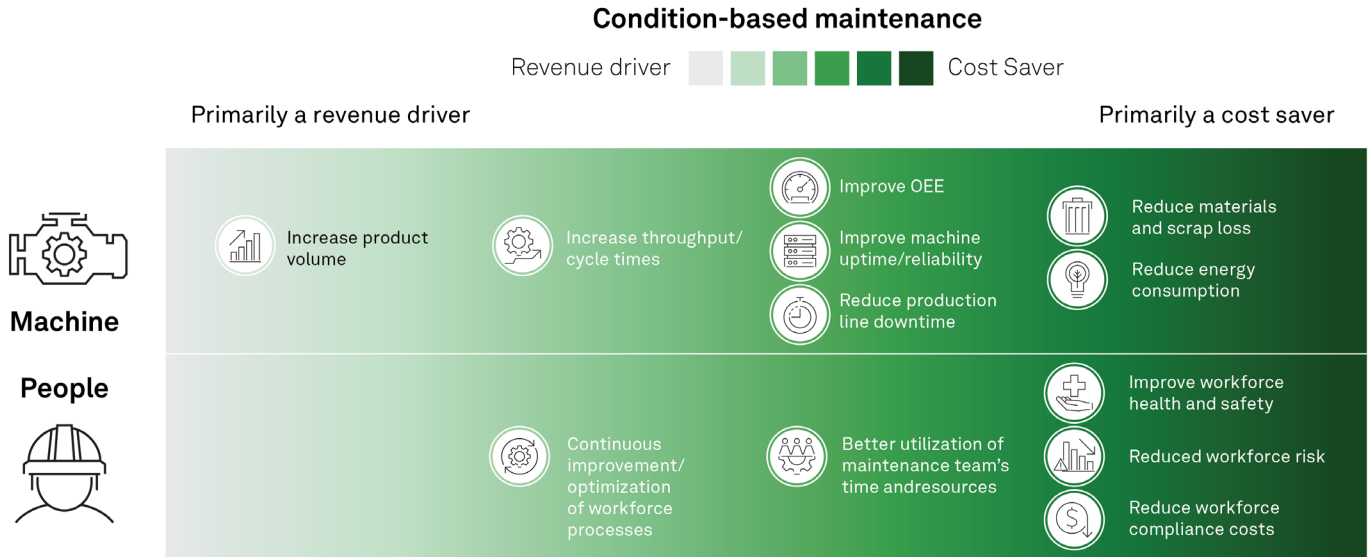 Condition-based maintenance
Revenue driver
Cost Saver
Primarily a revenue driver
Primarily a cost saver
Machine
Increase product
volume
Increase throughput/
cycle times
Improve OEE
Improve machine
uptime/reliability
Reduce production
line downtime
Reduce materials
and scrap loss
Reduce energy
consumption
People
Continuous
improvement/
optimization
of workforce
processes
Better utilization of
maintenance team’s
time andresources
Improve workforce
health and safety
Reduced workforce risk
Reduce workforce
compliance costs